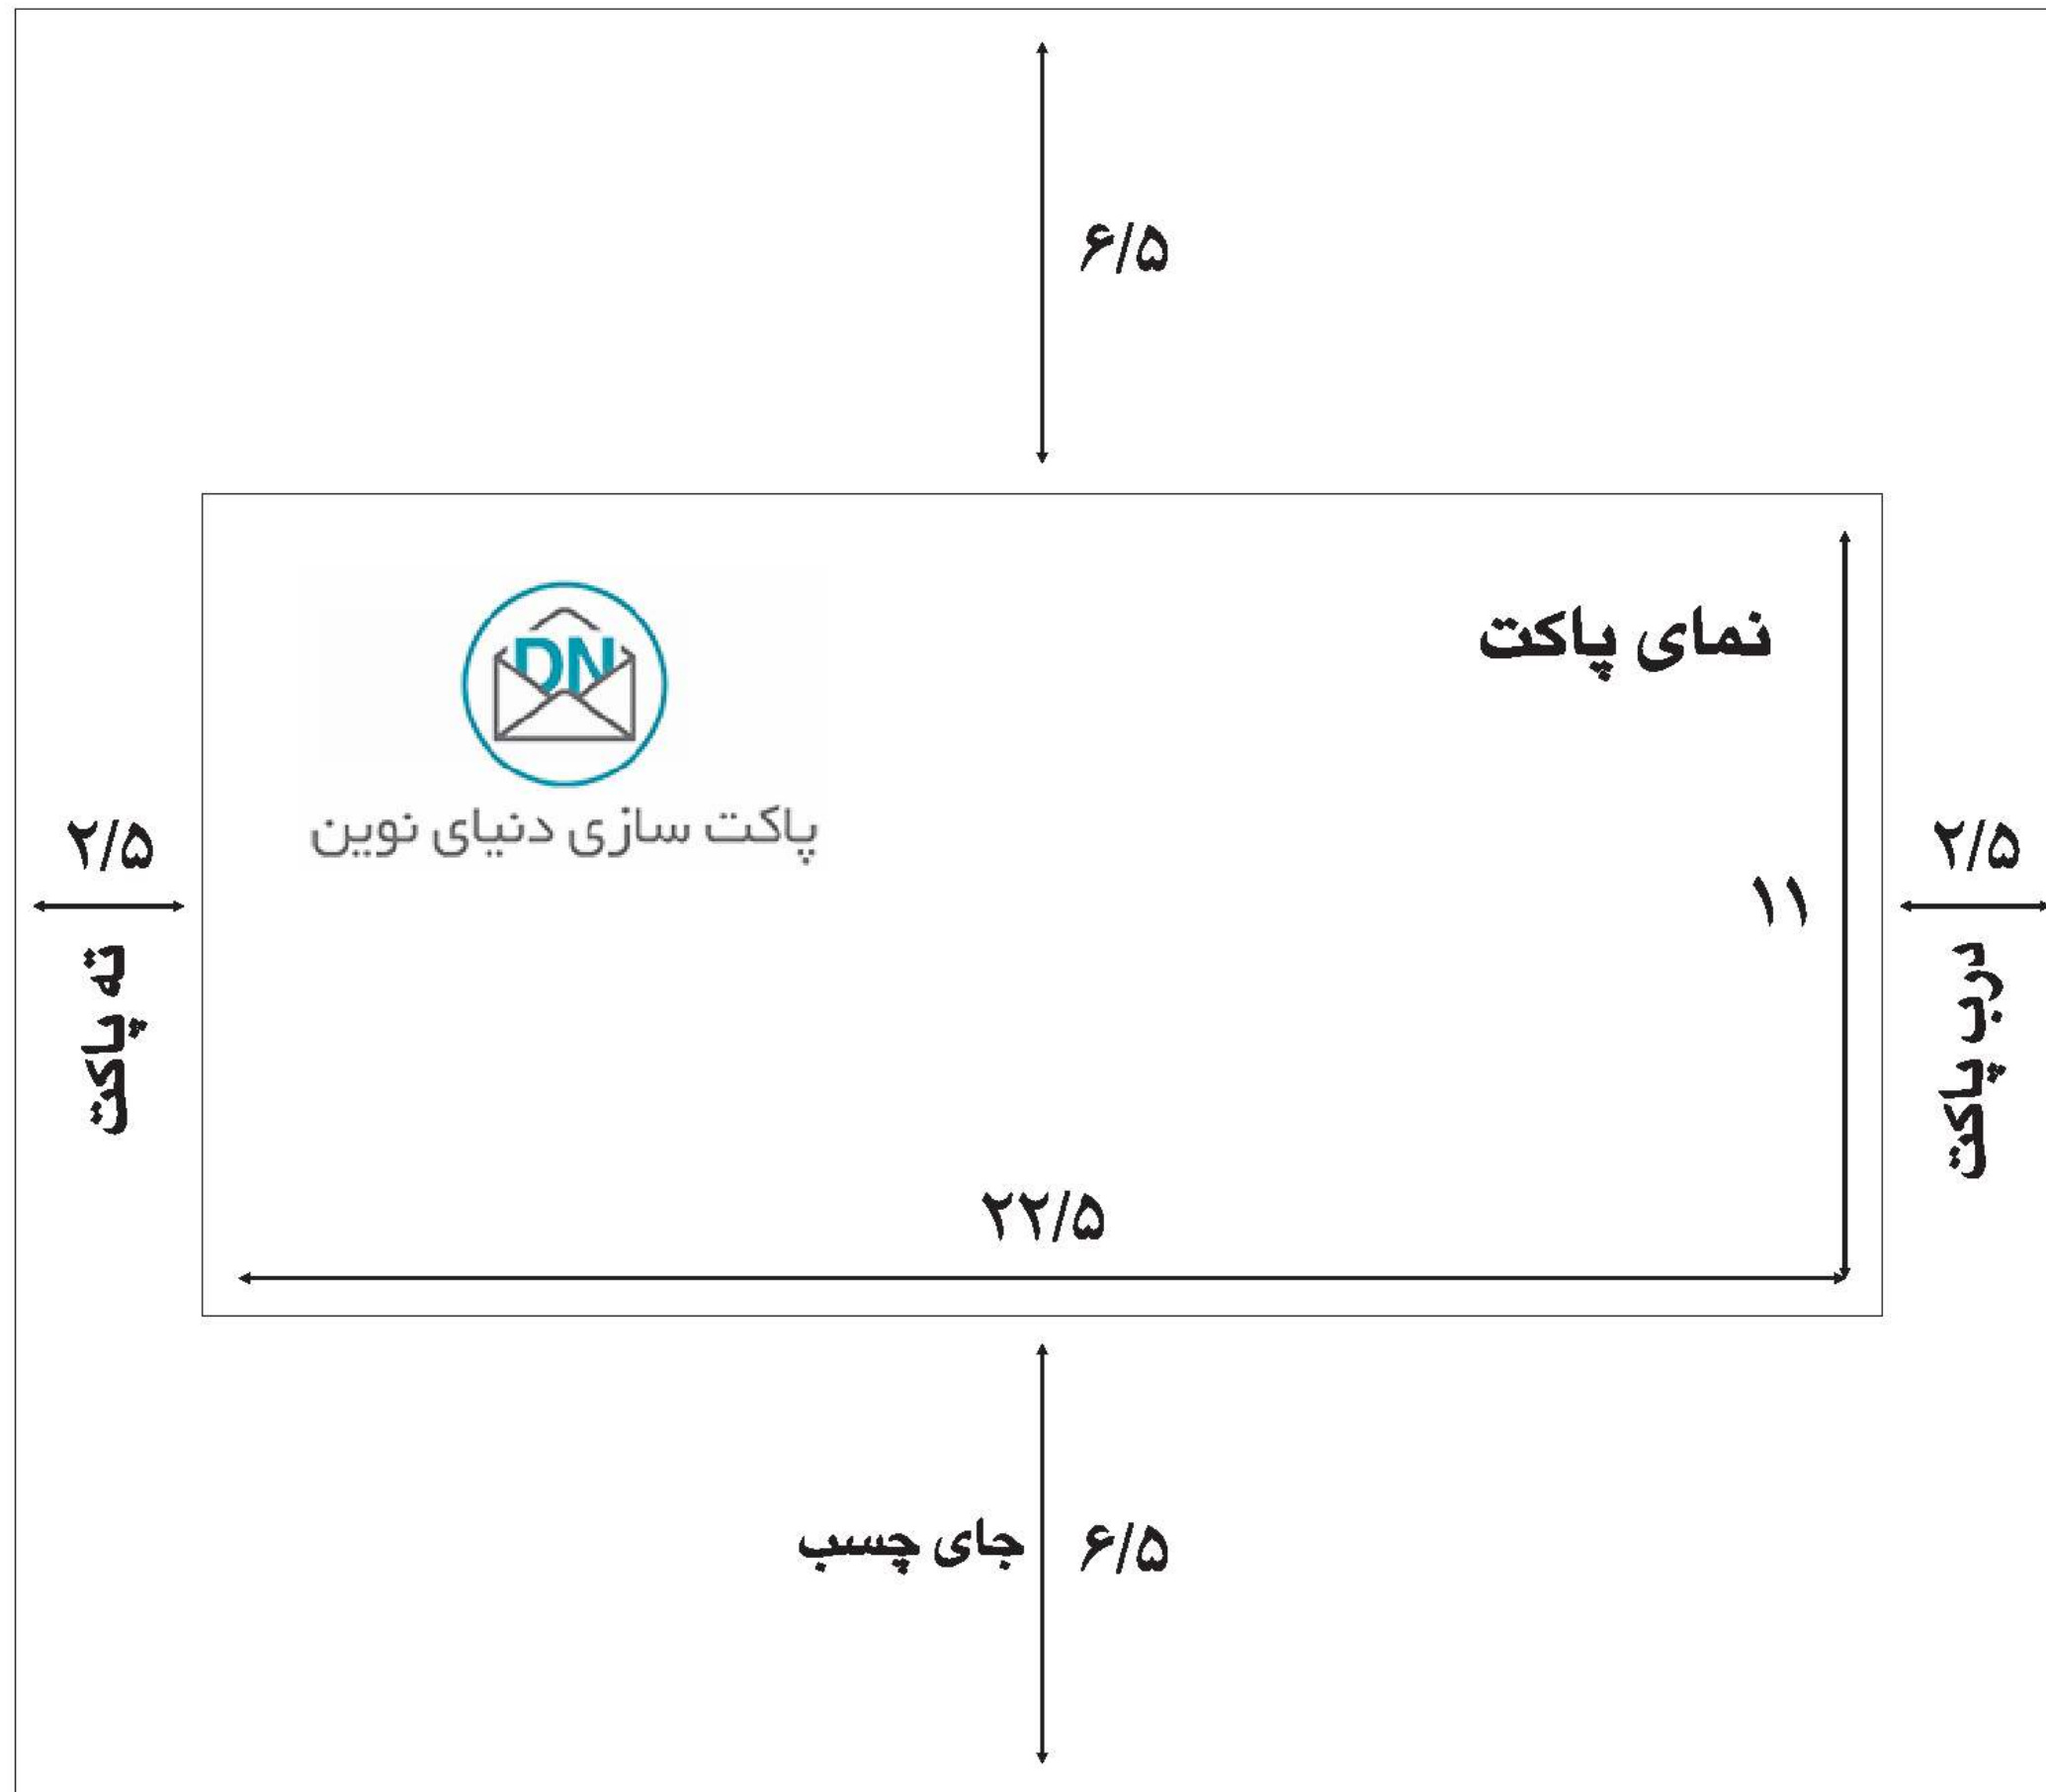 ۶/۵
نمای پاکت
DN
پاکت سازی دنیای نوین
۲/۵
۲/۵
۱۱
درب پاکت
ته پاکت
۲۲/۵
۶/۵
جای چسب